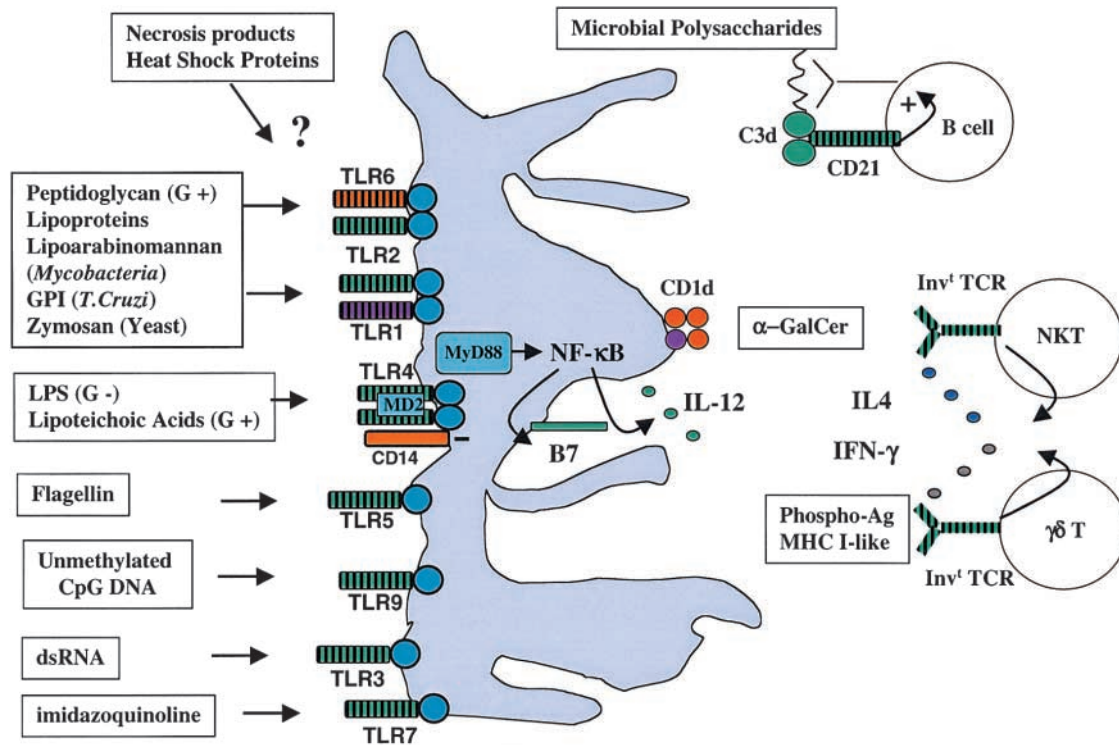 Necrosis products
Heat Shock Proteins
?
Peptidoglycan (G +)
Lipoproteins
Lipoarabinomannan
(Mycobacteria)
GPI (T.Cruzi)
Zymosan (Yeast)
LPS (G -)
Lipoteichoic Acids (G +)
Flagellin
Unmethylated
CpG DNA
dsRNA
imidazoquinoline
TLR6
TLR2
TLR1
TLR4
MD2
CD14
TLR5
TLR9
TLR3
TLR7
MyD88
NF-κB
B7
IL-12
CD1d
α–GalCer
Microbial Polysaccharides
C3d
CD21
+
B cell
Invᵗ TCR
NKT
IL4
IFN-γ
Phospho-Ag
MHC I-like
γδ T
Invᵗ TCR